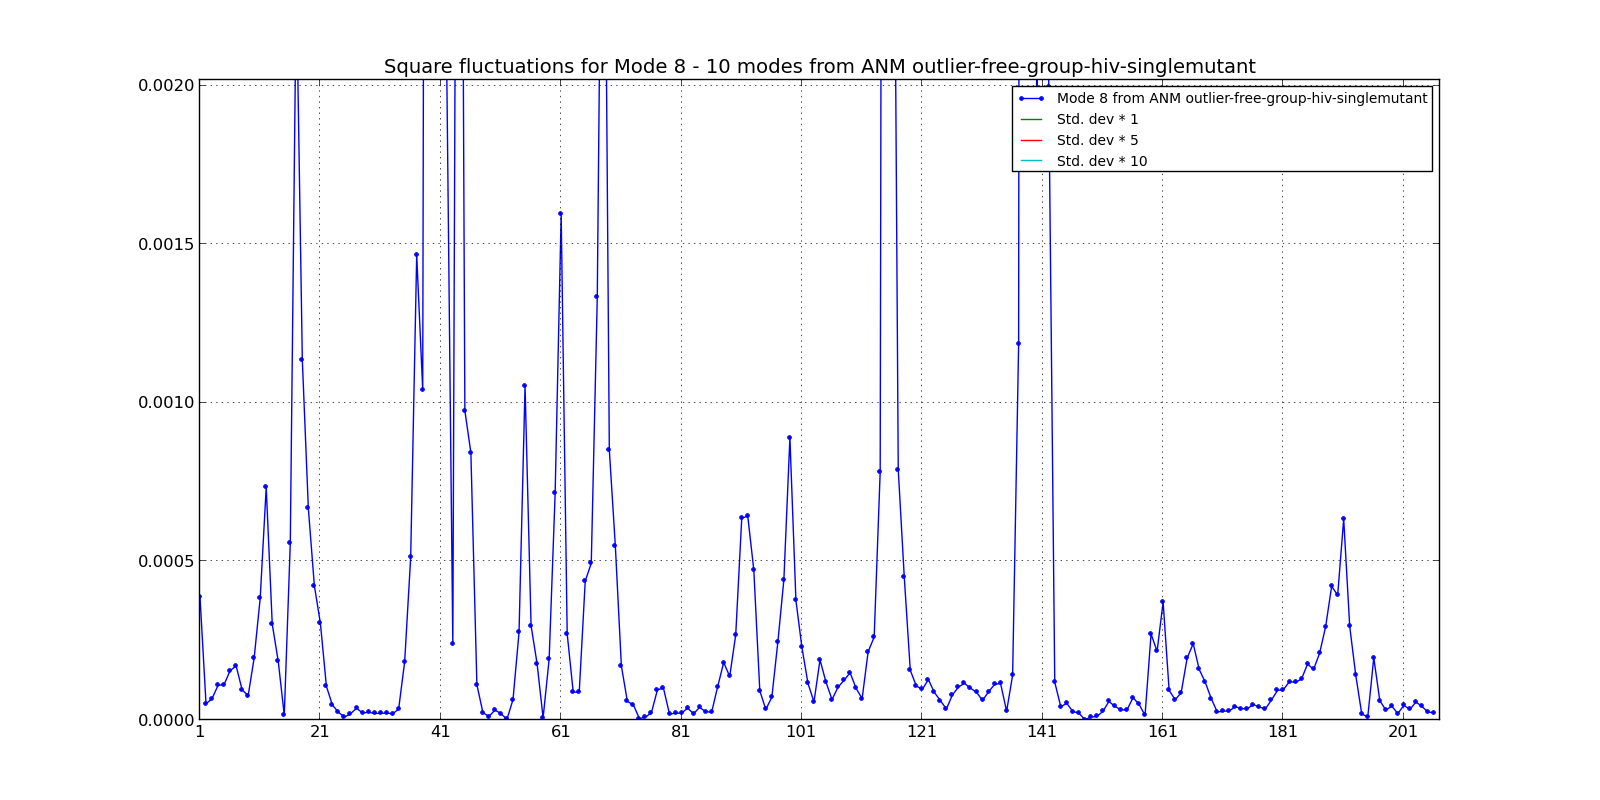 Square fluctuations for Mode 8 - 10 modes from ANM outlier-free-group-hiv-singlemutant
0.0020
Mode 8 from ANM outlier-free-group-hiv-singlemutant
Std. dev * 1
Std. dev * 5
Std. dev * 10
0.0015
0.0010
0.0005
0.0000
1 21 41 61 81 101 121 141 161 181 201